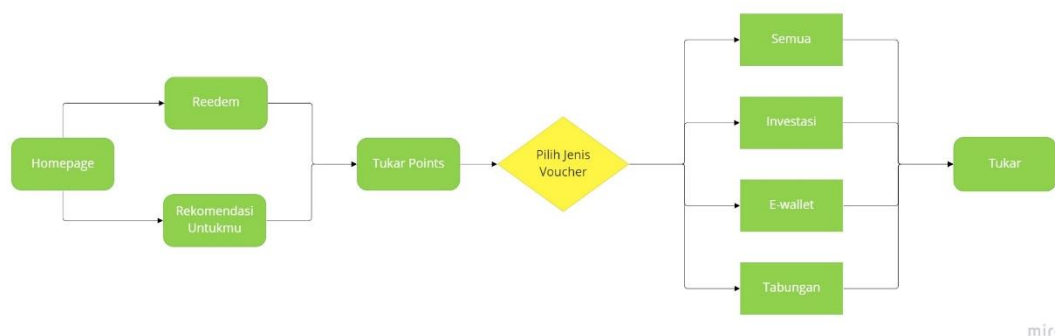 Homepage
Reedem
Rekomendasi
Untukmu
Tukar Points
Pilih Jenis
Voucher
Semua
Investasi
E-wallet
Tabungan
Tukar